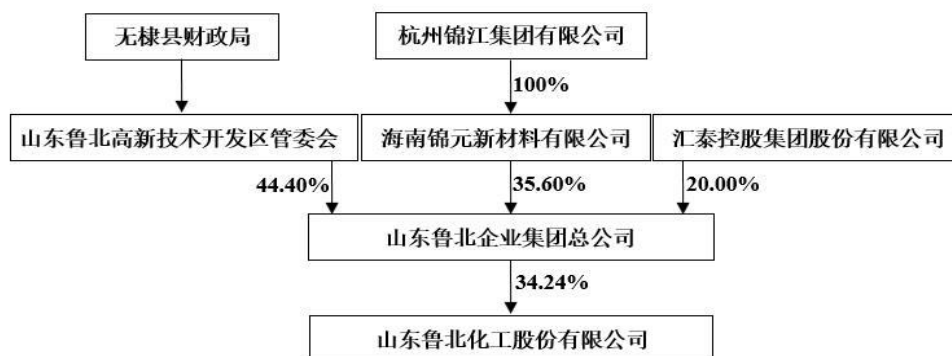 无棣县财政局
杭州锦江集团有限公司
100%
山东鲁北高新技术开发区管委会
海南锦元新材料有限公司
汇泰控股集团股份有限公司
44.40%
35.60%
20.00%
山东鲁北企业集团总公司
34.24%
山东鲁北化工股份有限公司